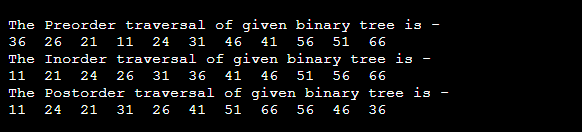 The Preorder traversal of given binary tree is -
36 26 21 11 24 31 46 41 56 51 66
The Inorder traversal of given binary tree is -
11 21 24 26 31 36 41 46 51 56 66
The Postorder traversal of given binary tree is -
11 24 21 31 26 41 51 66 56 46 36